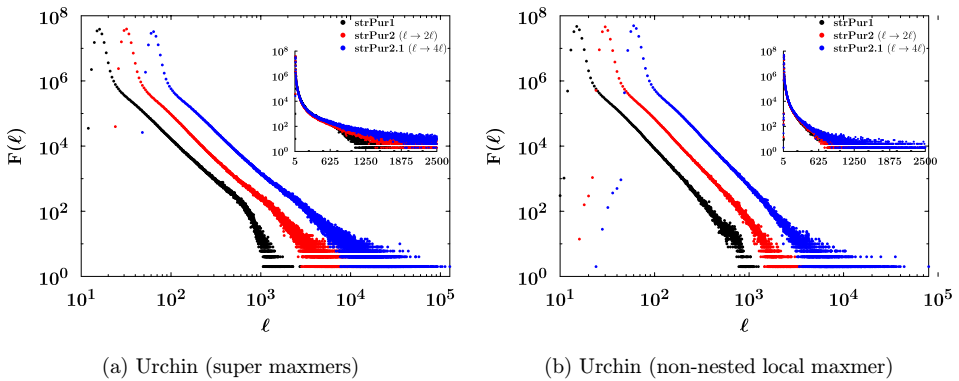 10^8
10^6
10^4
10^2
10^0
F(ℓ)
10^1
10^2
10^3
10^4
10^5
ℓ
strPur1
strPur2 (ℓ → 2ℓ)
strPur2.1 (ℓ → 4ℓ)
10^8
10^6
10^4
10^2
10^0
5 625 1250 1875 2500
(a) Urchin (super maxmers)
10^8
10^6
10^4
10^2
10^0
F(ℓ)
10^1
10^2
10^3
10^4
10^5
ℓ
strPur1
strPur2 (ℓ → 2ℓ)
strPur2.1 (ℓ → 4ℓ)
10^8
10^6
10^4
10^2
10^0
5 625 1250 1875 2500
(b) Urchin (non-nested local maxmer)